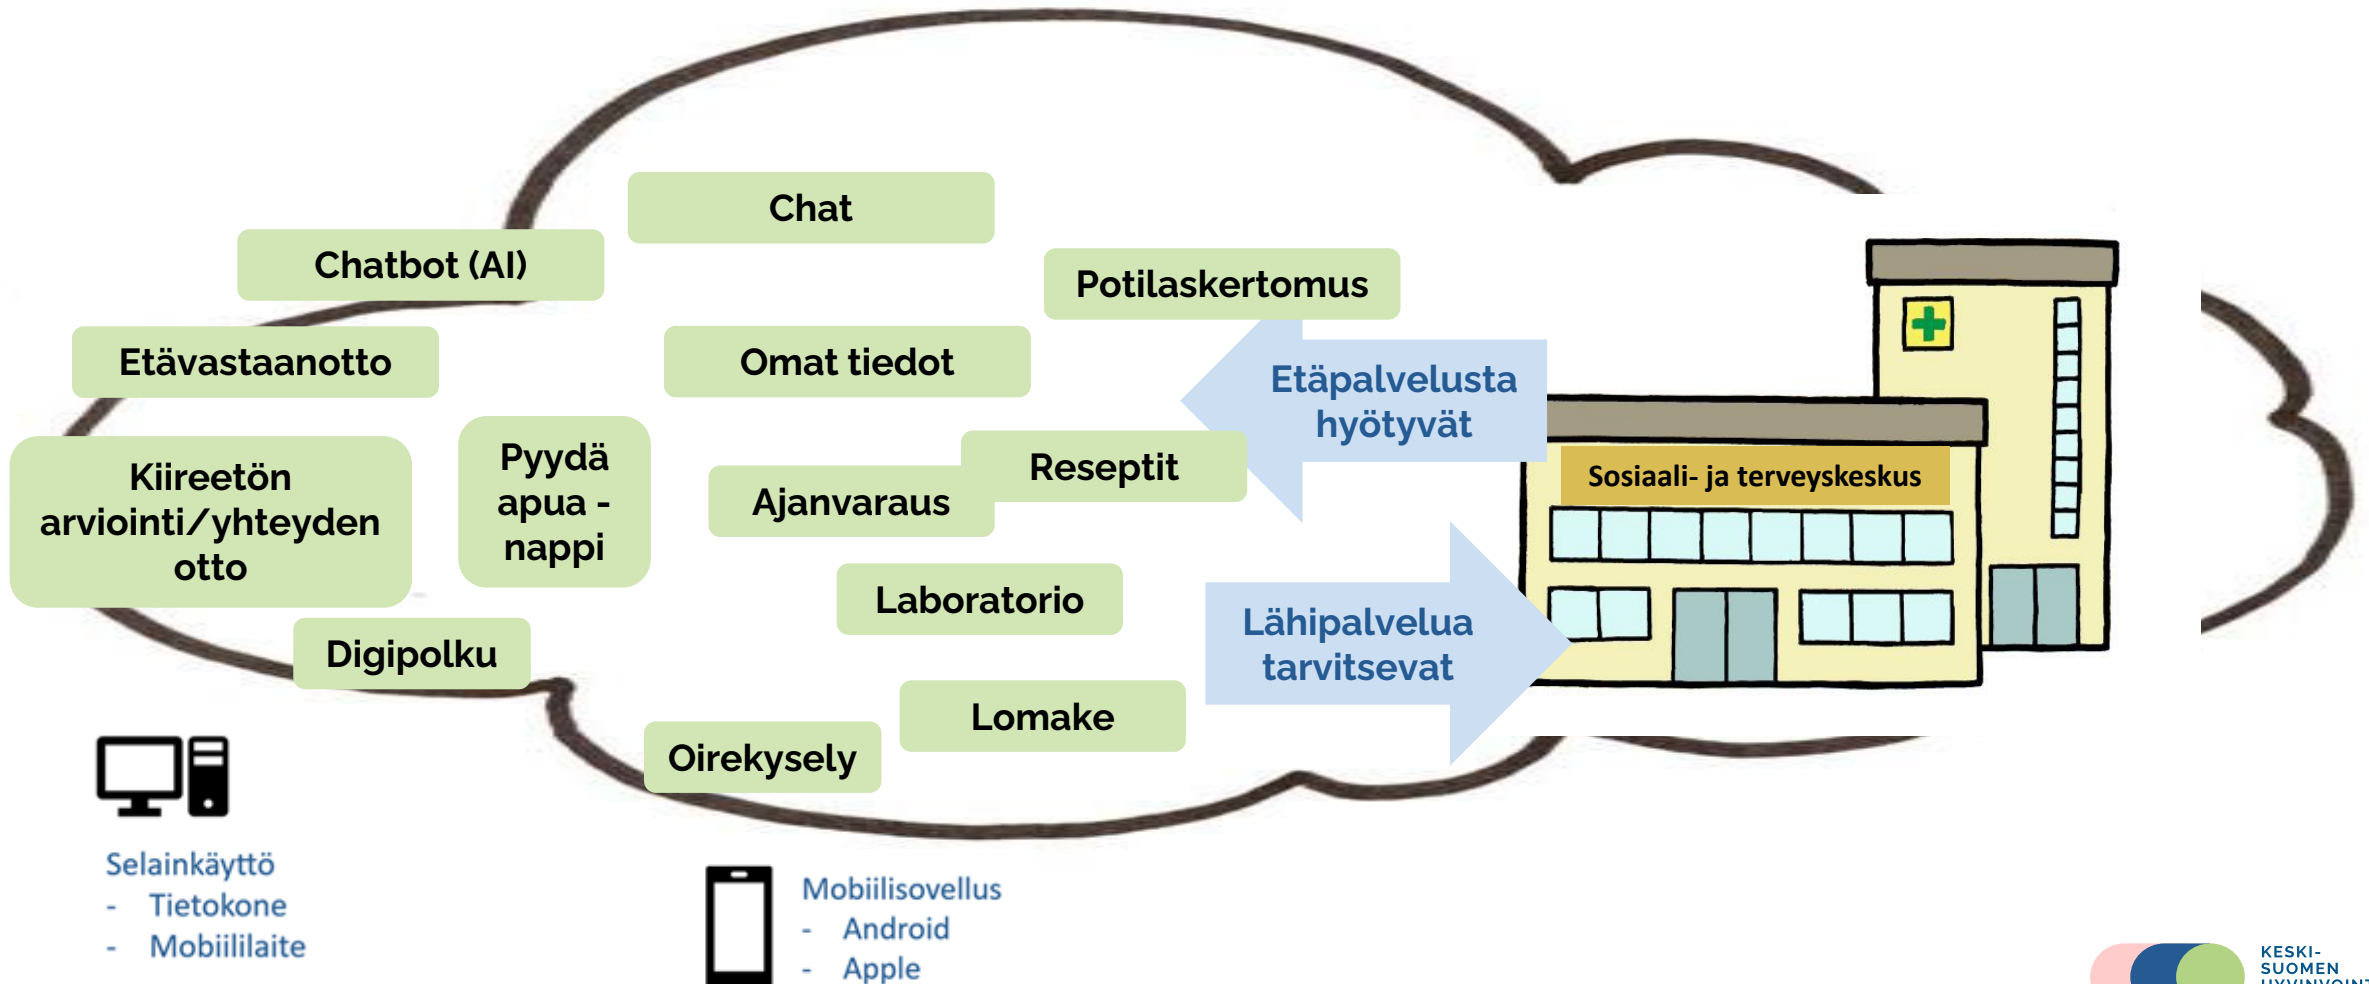 Chat
Chatbot (AI)
Potilaskertomus
Etävastaanotto
Omat tiedot
Etäpalvelusta
hyötyvät
Kiireetön
arviointi/yhteyden
otto
Pyydä
apua -
nappi
Reseptit
Ajanvaraus
Sosiaali- ja terveyskeskus
Laboratorio
Lähipalvelua
tarvitsevat
Digipolku
Lomake
Oirekysely
Selainkäyttö
- Tietokone
- Mobiililaite
Mobiilisovellus
- Android
- Apple
KESKI-
SUOMEN